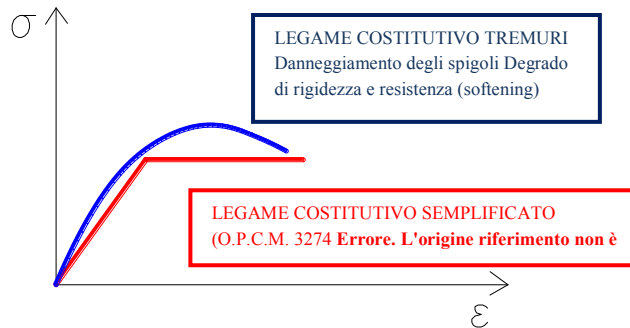 σ
LEGAME COSTITUTIVO TREMURI
Danneggiamento degli spigoli Degrado
di rigidezza e resistenza (softening)
LEGAME COSTITUTIVO SEMPLIFICATO
(O.P.C.M. 3274 Errore. L'origine riferimento non è
ε